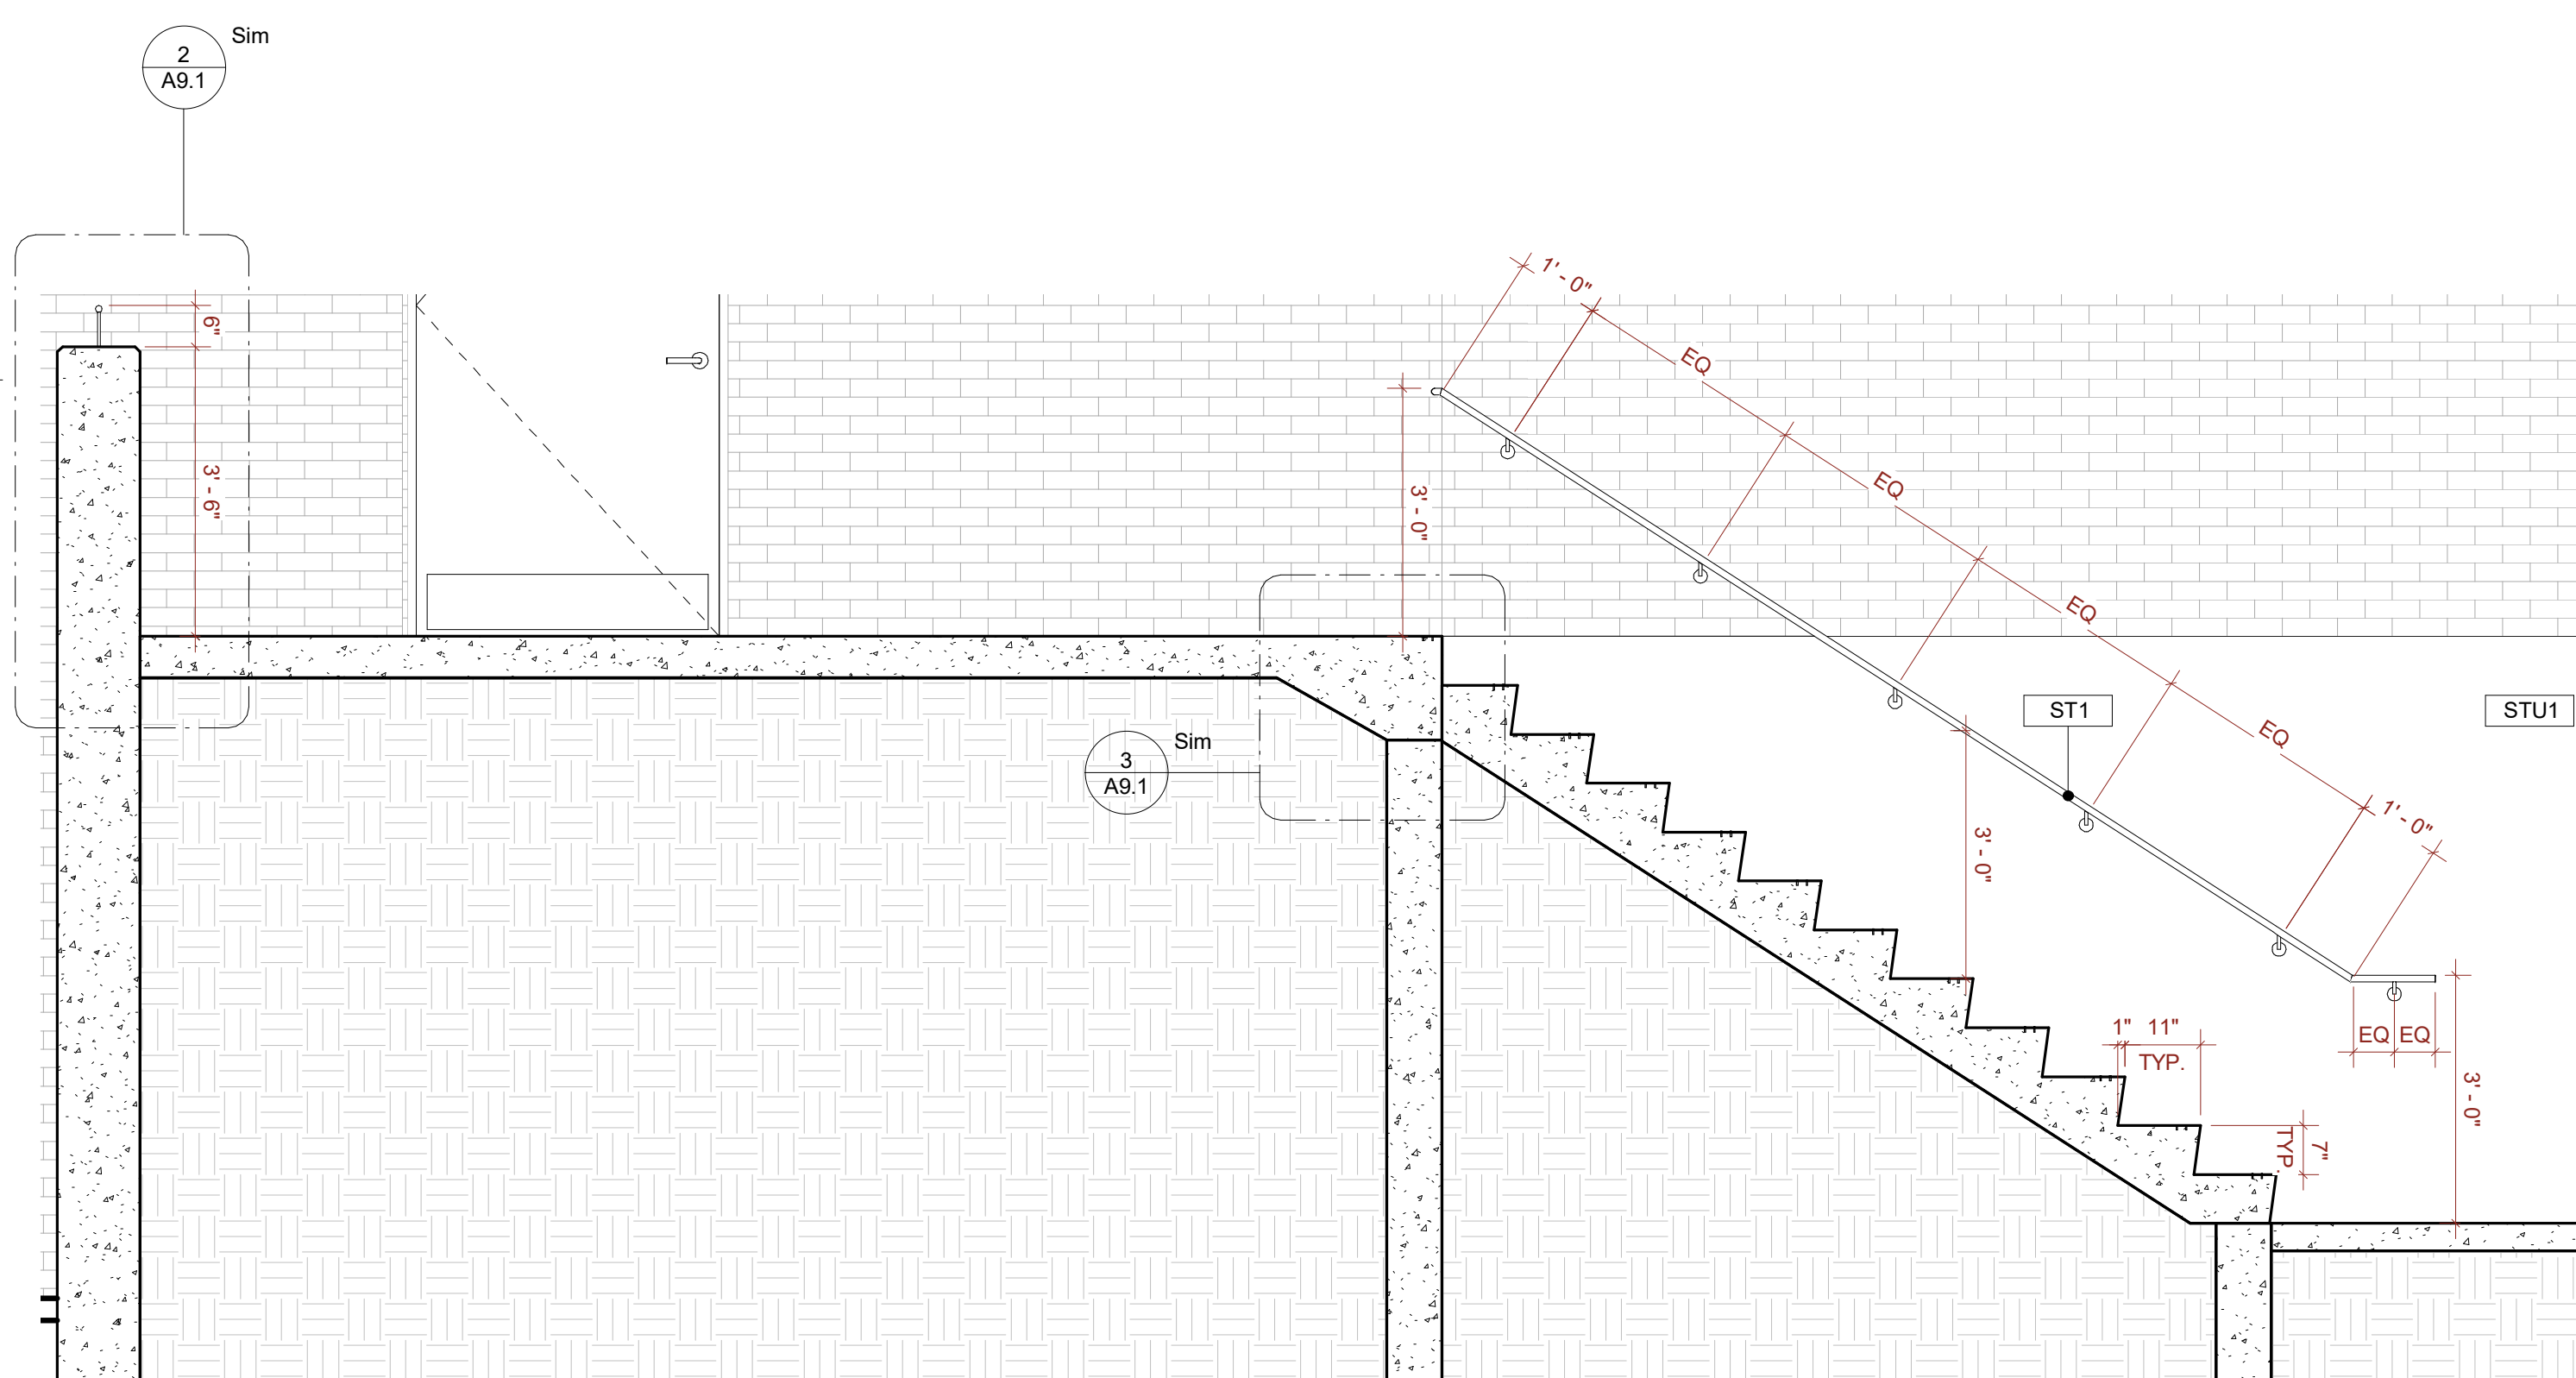 2
Sim
A9.1
6"
3' - 6"
1' - 0"
EQ
EQ
EQ
EQ
1' - 0"
3' - 0"
3
Sim
A9.1
ST1
STU1
3' - 0"
EQ EQ
3' - 0"
1" 11"
TYP.
7"
TYP.